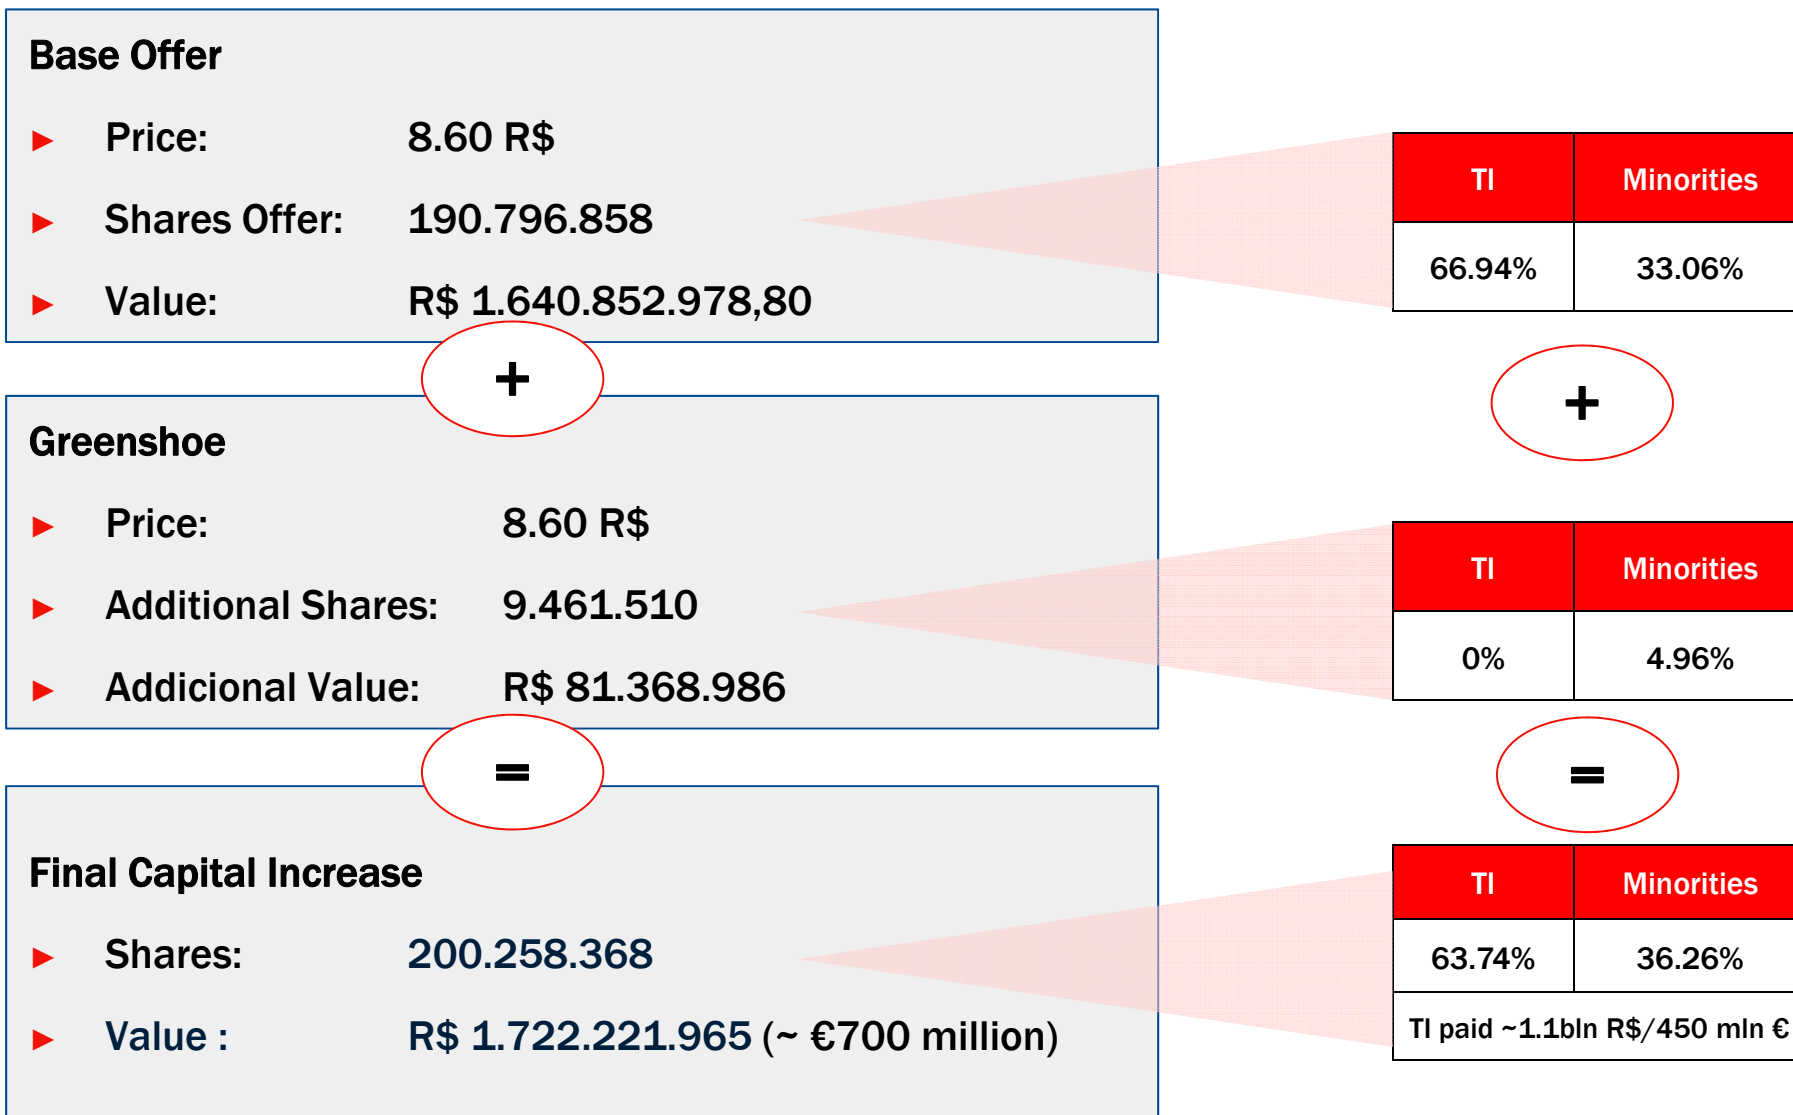 Base Offer
► Price: 8.60 R$
► Shares Offer: 190.796.858
► Value: R$ 1.640.852.978,80
TI Minorities
66.94% 33.06%
+
+
Greenshoe
► Price: 8.60 R$
► Additional Shares: 9.461.510
► Addicional Value: R$ 81.368.986
TI Minorities
0% 4.96%
=
=
Final Capital Increase
► Shares: 200.258.368
► Value : R$ 1.722.221.965 (~ €700 million)
TI Minorities
63.74% 36.26%
TI paid ~1.1bln R$/450 mln €